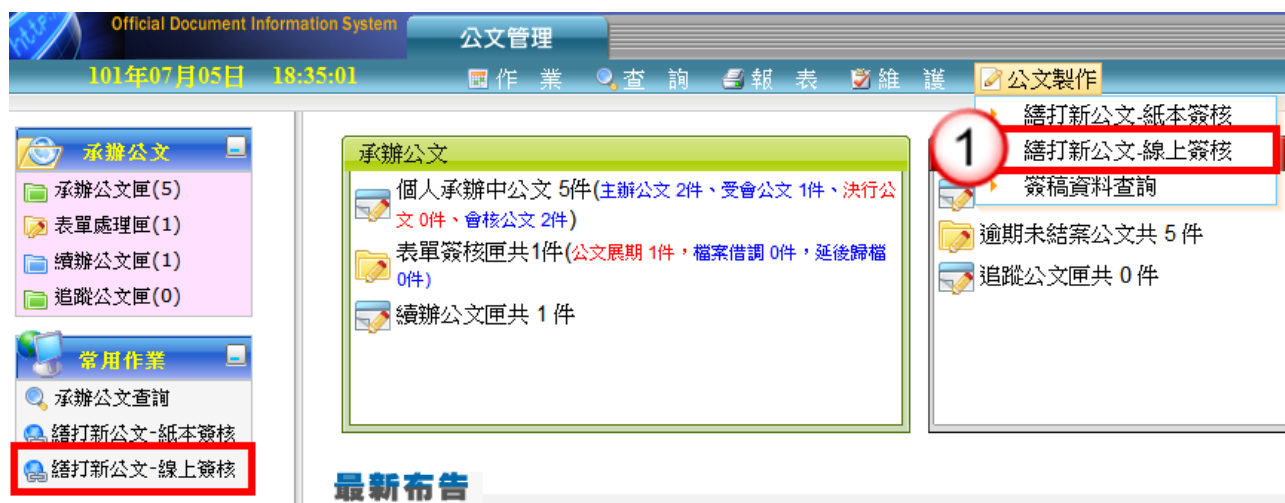 http
Official Document Information System
公文管理
101年07月05日 18:35:01
作 業 查 詢 報 表 維 護 公文製作
繕打新公文-紙本簽核
1 繕打新公文-線上簽核
簽稿資料查詢
承辦公文
承辦公文匣(5)
表單處理匣(1)
續辦公文匣(1)
追蹤公文匣(0)
常用作業
承辦公文查詢
繕打新公文-紙本簽核
繕打新公文-線上簽核
承辦公文
個人承辦中公文 5件(主辦公文 2件、受會公文 1件、決行公
文 0件、會核公文 2件)
表單簽核匣共1件(公文展期 1件，檔案借調 0件，延後歸檔
0件)
續辦公文匣共 1 件
逾期未結案公文共 5 件
追蹤公文匣共 0 件
最新布告